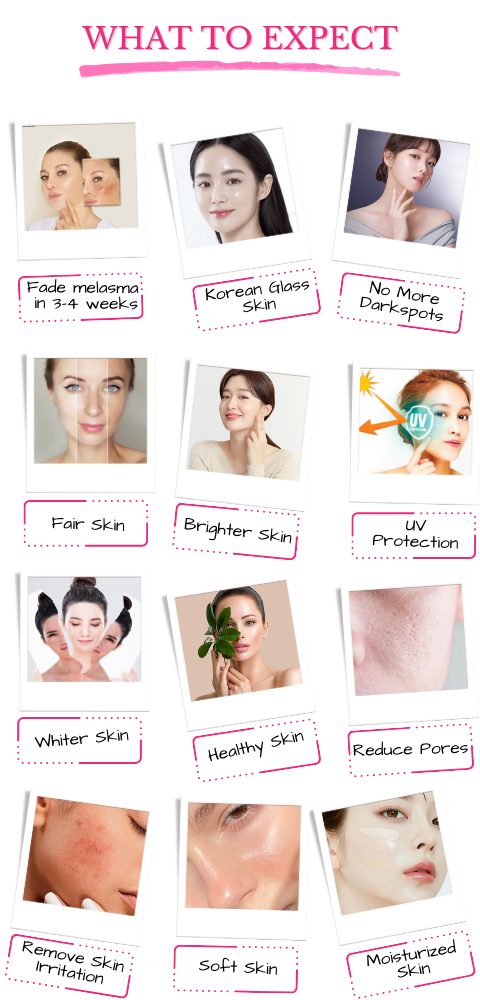 WHAT TO EXPECT
Fade melasma
in 3-4 weeks
Korean Glass
Skin
No More
Darkspots
Fair Skin
Brighter Skin
UV
UV
Protection
Whiter Skin
Healthy Skin
Reduce Pores
Remove Skin
Irritation
Soft Skin
Moisturized
Skin